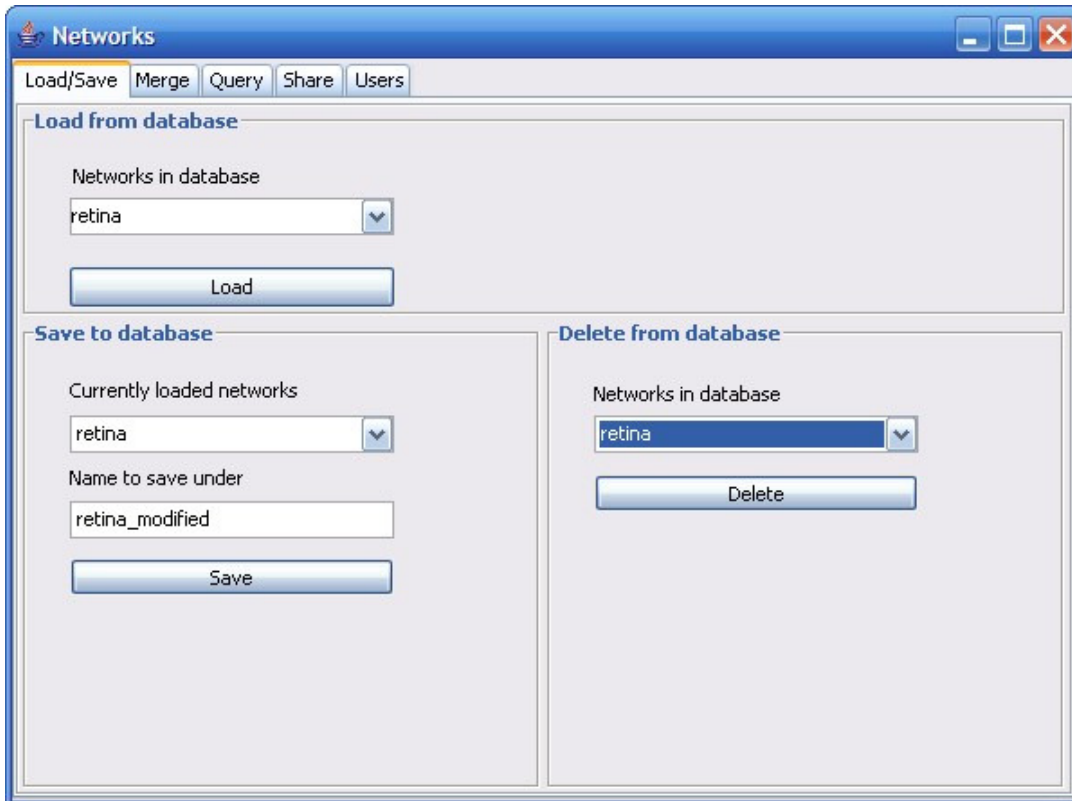 Networks
Load/Save Merge Query Share Users
Load from database
Networks in database
retina
Load
Save to database
Currently loaded networks
retina
Name to save under
retina_modified
Save
Delete from database
Networks in database
retina
Delete